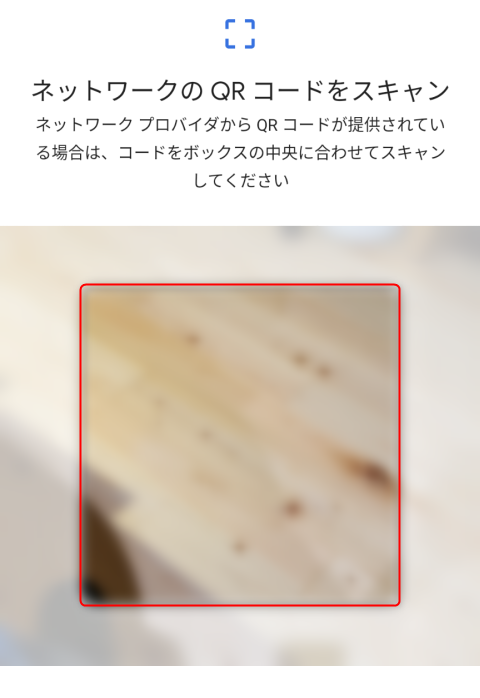 ネットワークの QR コードをスキャン
ネットワーク プロバイダから QR コードが提供されてい
る場合は、コードをボックスの中央に合わせてスキャン
してください